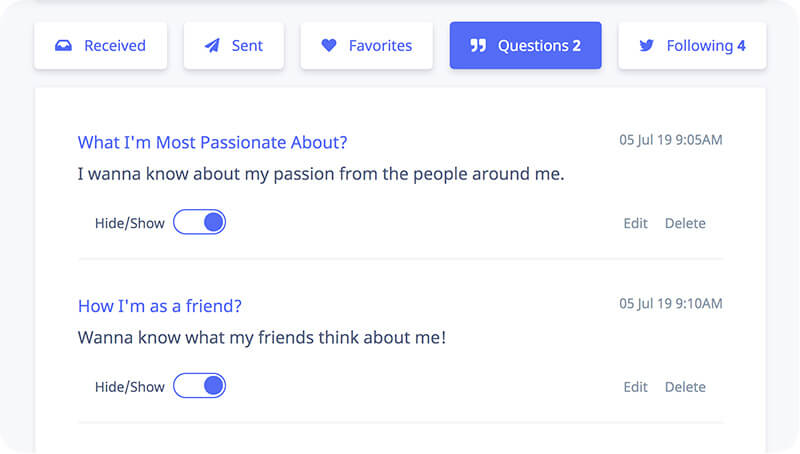 Received Sent Favorites Questions 2 Following 4
What I'm Most Passionate About? 05 Jul 19 9:05AM
I wanna know about my passion from the people around me.
Hide/Show Edit Delete
How I'm as a friend? 05 Jul 19 9:10AM
Wanna know what my friends think about me!
Hide/Show Edit Delete